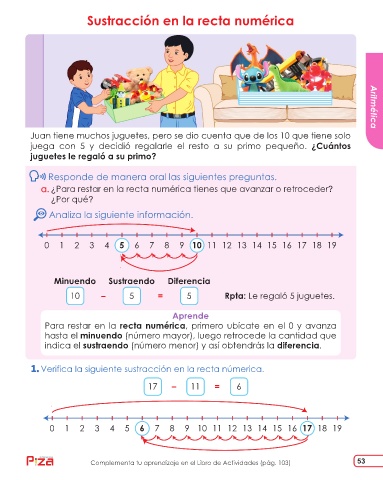 Sustracción en la recta numérica
Aritmética
Juan tiene muchos juguetes, pero se dio cuenta que de los 10 que tiene solo
juega con 5 y decidió regalarle el resto a su primo pequeño. ¿Cuántos
juguetes le regaló a su primo?
Responde de manera oral las siguientes preguntas.
a. ¿Para restar en la recta numérica tienes que avanzar o retroceder?
¿Por qué?
Analiza la siguiente información.
0 1 2 3 4 5 6 7 8 9 10 11 12 13 14 15 16 17 18 19
Minuendo Sustraendo Diferencia
10 – 5 = 5 Rpta: Le regaló 5 juguetes.
Aprende
Para restar en la recta numérica, primero ubícate en el 0 y avanza
hasta el minuendo (número mayor), luego retrocede la cantidad que
indica el sustraendo (número menor) y así obtendrás la diferencia.
1. Verifica la siguiente sustracción en la recta númerica.
17 – 11 = 6
0 1 2 3 4 5 6 7 8 9 10 11 12 13 14 15 16 17 18 19
Piza
Complementa tu aprendizaje en el Libro de Actividades (pág. 103)
53